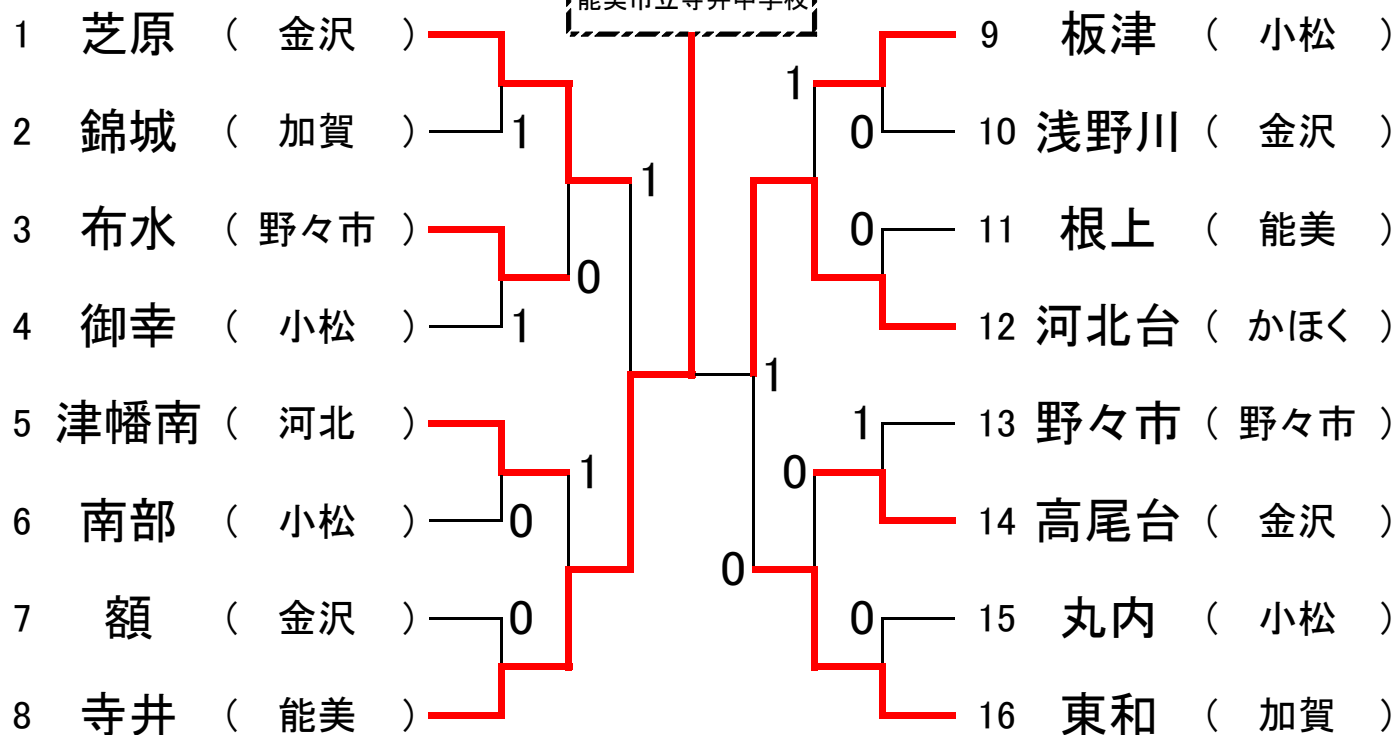 能美市立寺井中学校
1 芝原 （ 金沢 ）
2 錦城 （ 加賀 ）
3 布水 （ 野々市 ）
4 御幸 （ 小松 ）
5 津幡南 （ 河北 ）
6 南部 （ 小松 ）
7 額 （ 金沢 ）
8 寺井 （ 能美 ）
1
1
0
1
1
0
0
1
9 板津 （ 小松 ）
10 浅野川 （ 金沢 ）
11 根上 （ 能美 ）
12 河北台 （ かほく ）
13 野々市 （ 野々市 ）
14 高尾台 （ 金沢 ）
15 丸内 （ 小松 ）
16 東和 （ 加賀 ）
1
0
0
1
1
0
0
0